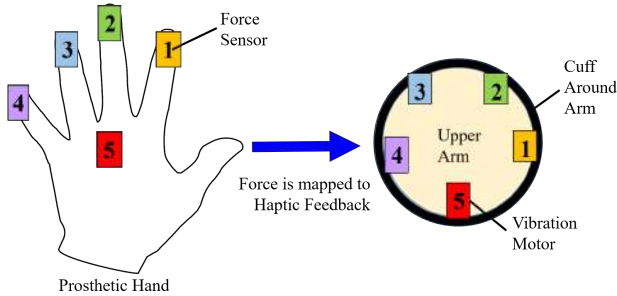 2
Force
Sensor
3
1
4
5
Prosthetic Hand
Force is mapped to
Haptic Feedback
Cuff
Around
Arm
3
2
Upper
Arm
4
1
5
Vibration
Motor